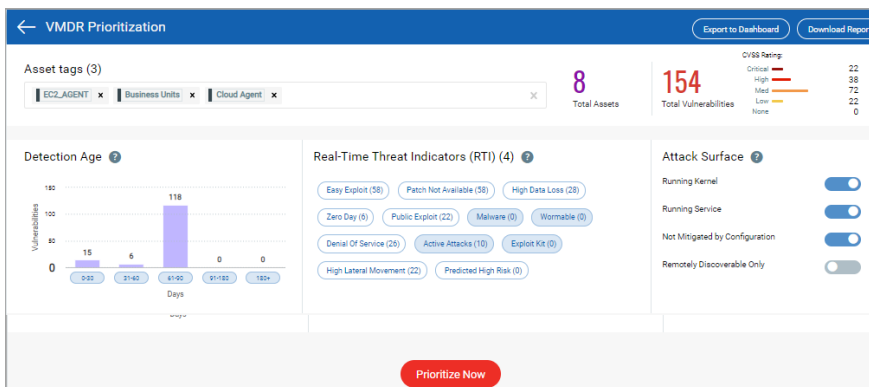 VMDR Prioritization
Export to Dashboard
Download Repor
Asset tags (3)
EC2_AGENT × Business Units × Cloud Agent × ×
8
Total Assets
154
Total Vulnerabilities
CVSS Rating:
Critical 22
High 38
Med 72
Low 22
None 0
Detection Age ?
Vulnerabilities
150
100
50
0
15
6
118
0
0
0-30 31-60 61-90 91-180 180+
Days
Days
Real-Time Threat Indicators (RTI) (4) ?
Easy Exploit (58) Patch Not Available (58) High Data Loss (28)
Zero Day (6) Public Exploit (22) Malware (0) Wormable (0)
Denial Of Service (26) Active Attacks (10) Exploit Kit (0)
High Lateral Movement (22) Predicted High Risk (0)
Attack Surface ?
Running Kernel
Running Service
Not Mitigated by Configuration
Remotely Discoverable Only
Prioritize Now